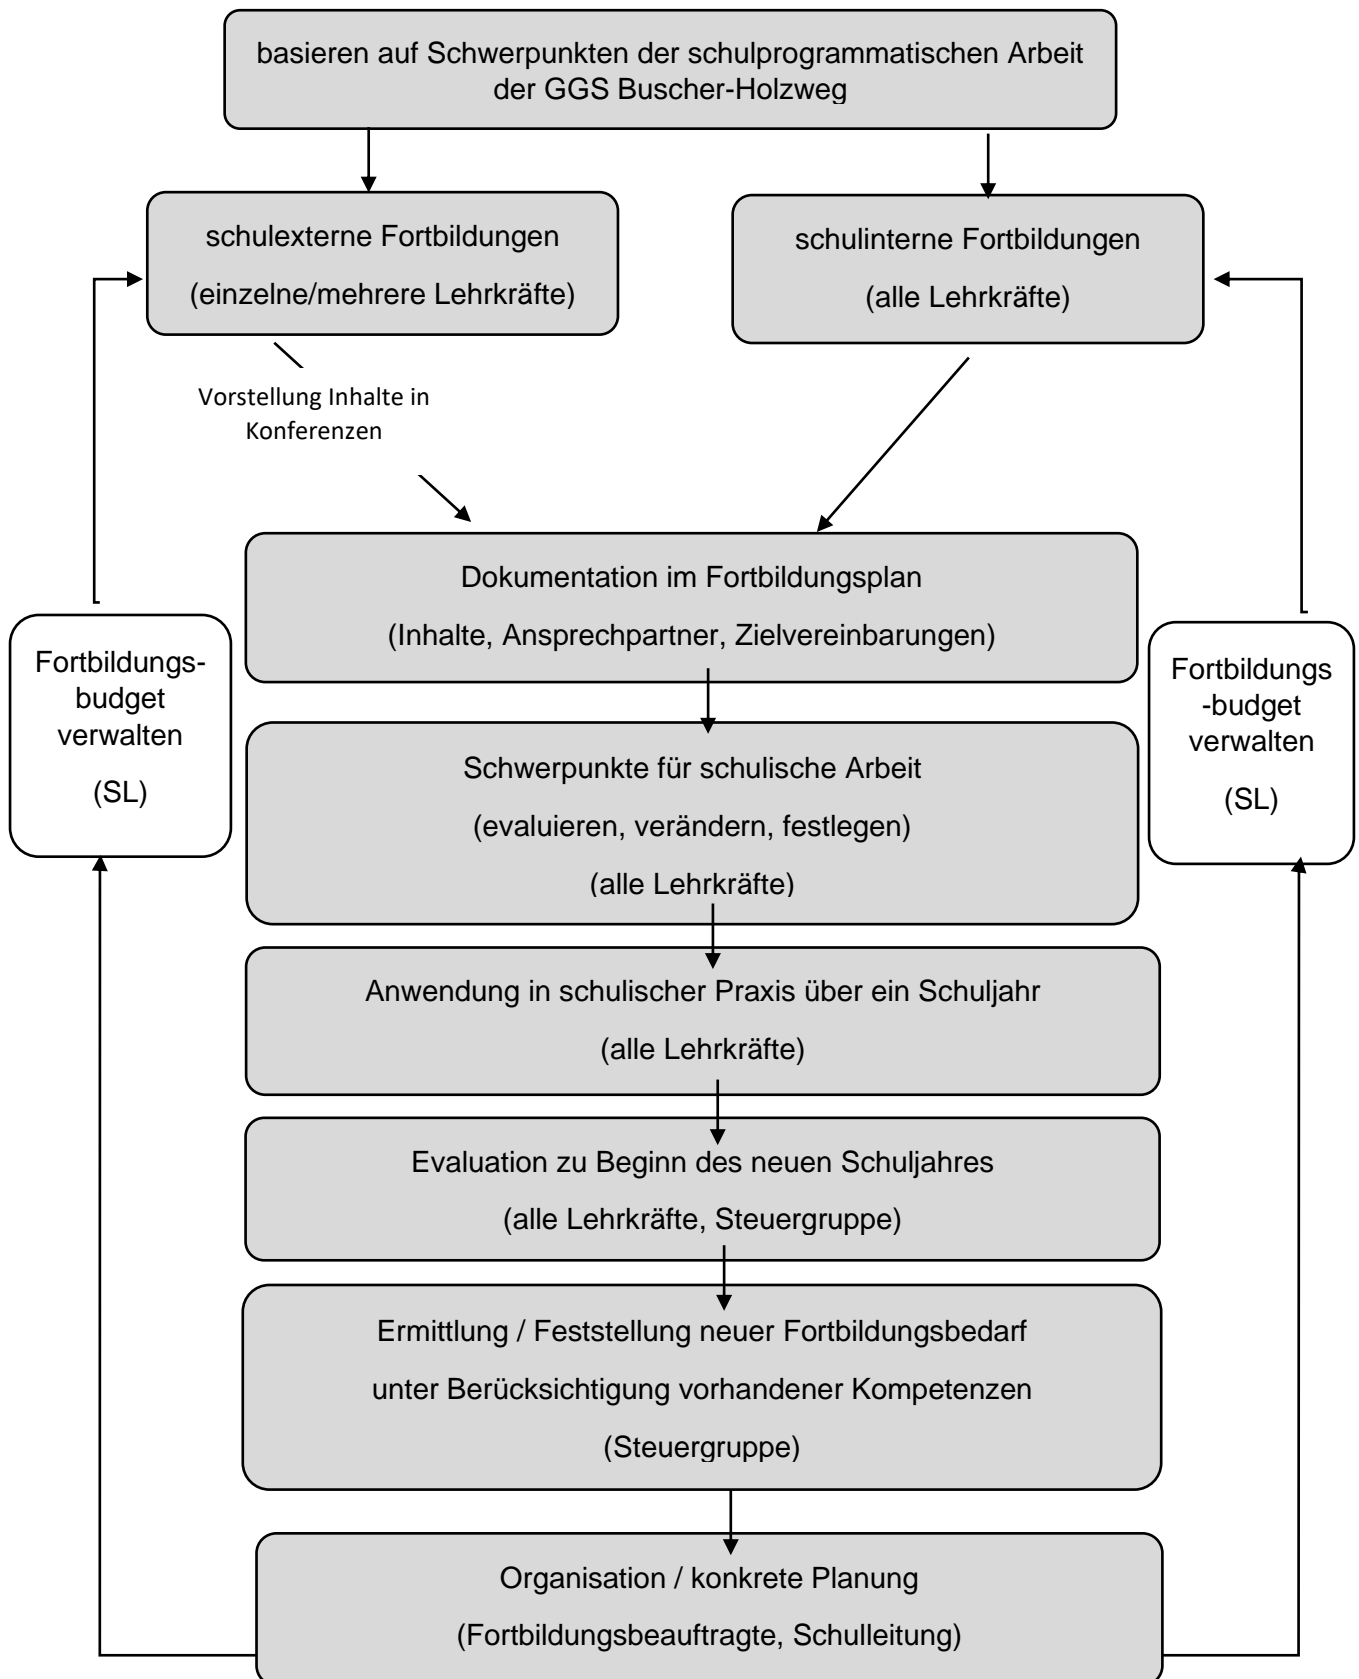 basieren auf Schwerpunkten der schulprogrammatischen Arbeit
der GGS Buscher-Holzweg
schulexterne Fortbildungen
(einzelne/mehrere Lehrkräfte)
schulinterne Fortbildungen
(alle Lehrkräfte)
Vorstellung Inhalte in
Konferenzen
Dokumentation im Fortbildungsplan
(Inhalte, Ansprechpartner, Zielvereinbarungen)
Fortbildungs-
budget
verwalten
(SL)
Fortbildungs
-budget
verwalten
(SL)
Schwerpunkte für schulische Arbeit
(evaluieren, verändern, festlegen)
(alle Lehrkräfte)
Anwendung in schulischer Praxis über ein Schuljahr
(alle Lehrkräfte)
Evaluation zu Beginn des neuen Schuljahres
(alle Lehrkräfte, Steuergruppe)
Ermittlung / Feststellung neuer Fortbildungsbedarf
unter Berücksichtigung vorhandener Kompetenzen
(Steuergruppe)
Organisation / konkrete Planung
(Fortbildungsbeauftragte, Schulleitung)